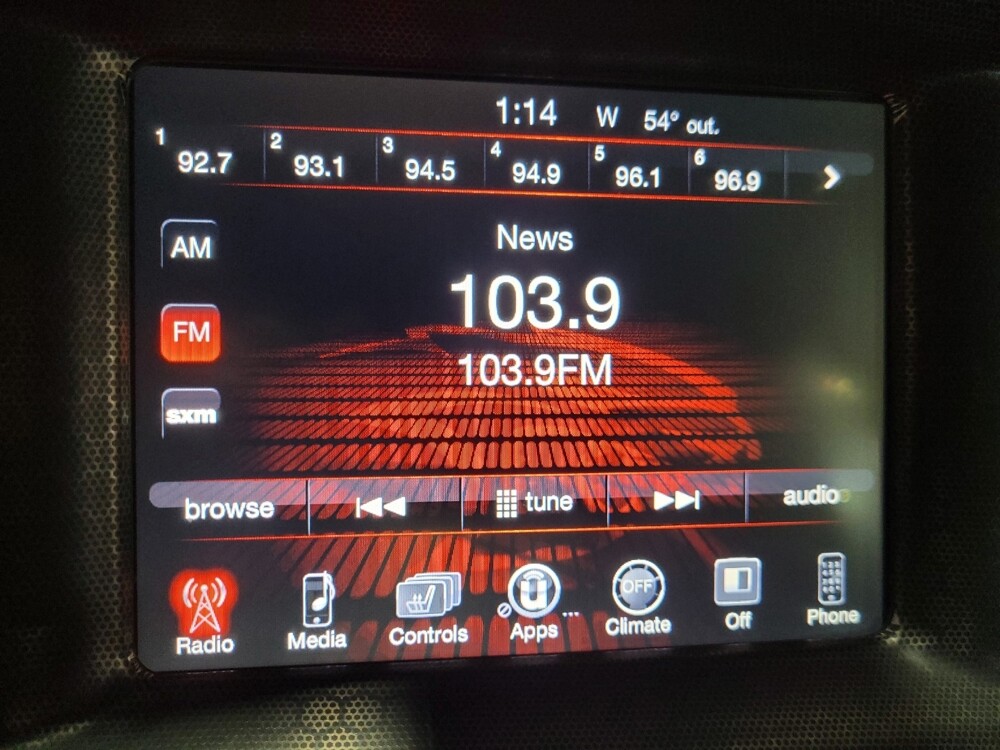 1:14 W 54° out.
1 92.7 2 93.1 3 94.5 4 94.9 5 96.1 6 96.9
AM
News
103.9
FM
103.9FM
sxm
browse tune audio
OFF
Radio Media Controls Apps Climate Off Phone